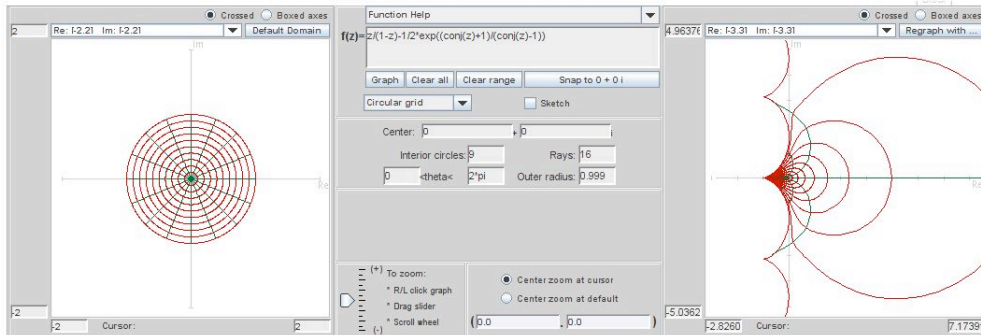 Crossed Boxed axes
2 Re: [-2.21 Im: [-2.21 Default Domain
Im
Re
-2
-2 Cursor: 2
Function Help
f(z)= z/(1-z)-1/2*exp((conj(z)+1)/(conj(z)-1))
Graph Clear all Clear range Snap to 0 + 0 i
Circular grid Sketch
Center: 0 + 0 i
Interior circles: 9 Rays: 16
0 <theta< 2*pi Outer radius: 0.999
(+) To zoom:
* R/L click graph
* Drag slider
* Scroll wheel
(-)
Center zoom at cursor
Center zoom at default
( 0.0 , 0.0 )
Crossed Boxed axes
4.96376 Re: [-3.31 Im: [-3.31 Regraph with ...
Im
Re
-5.0362
-2.8260 Cursor: 7.1739